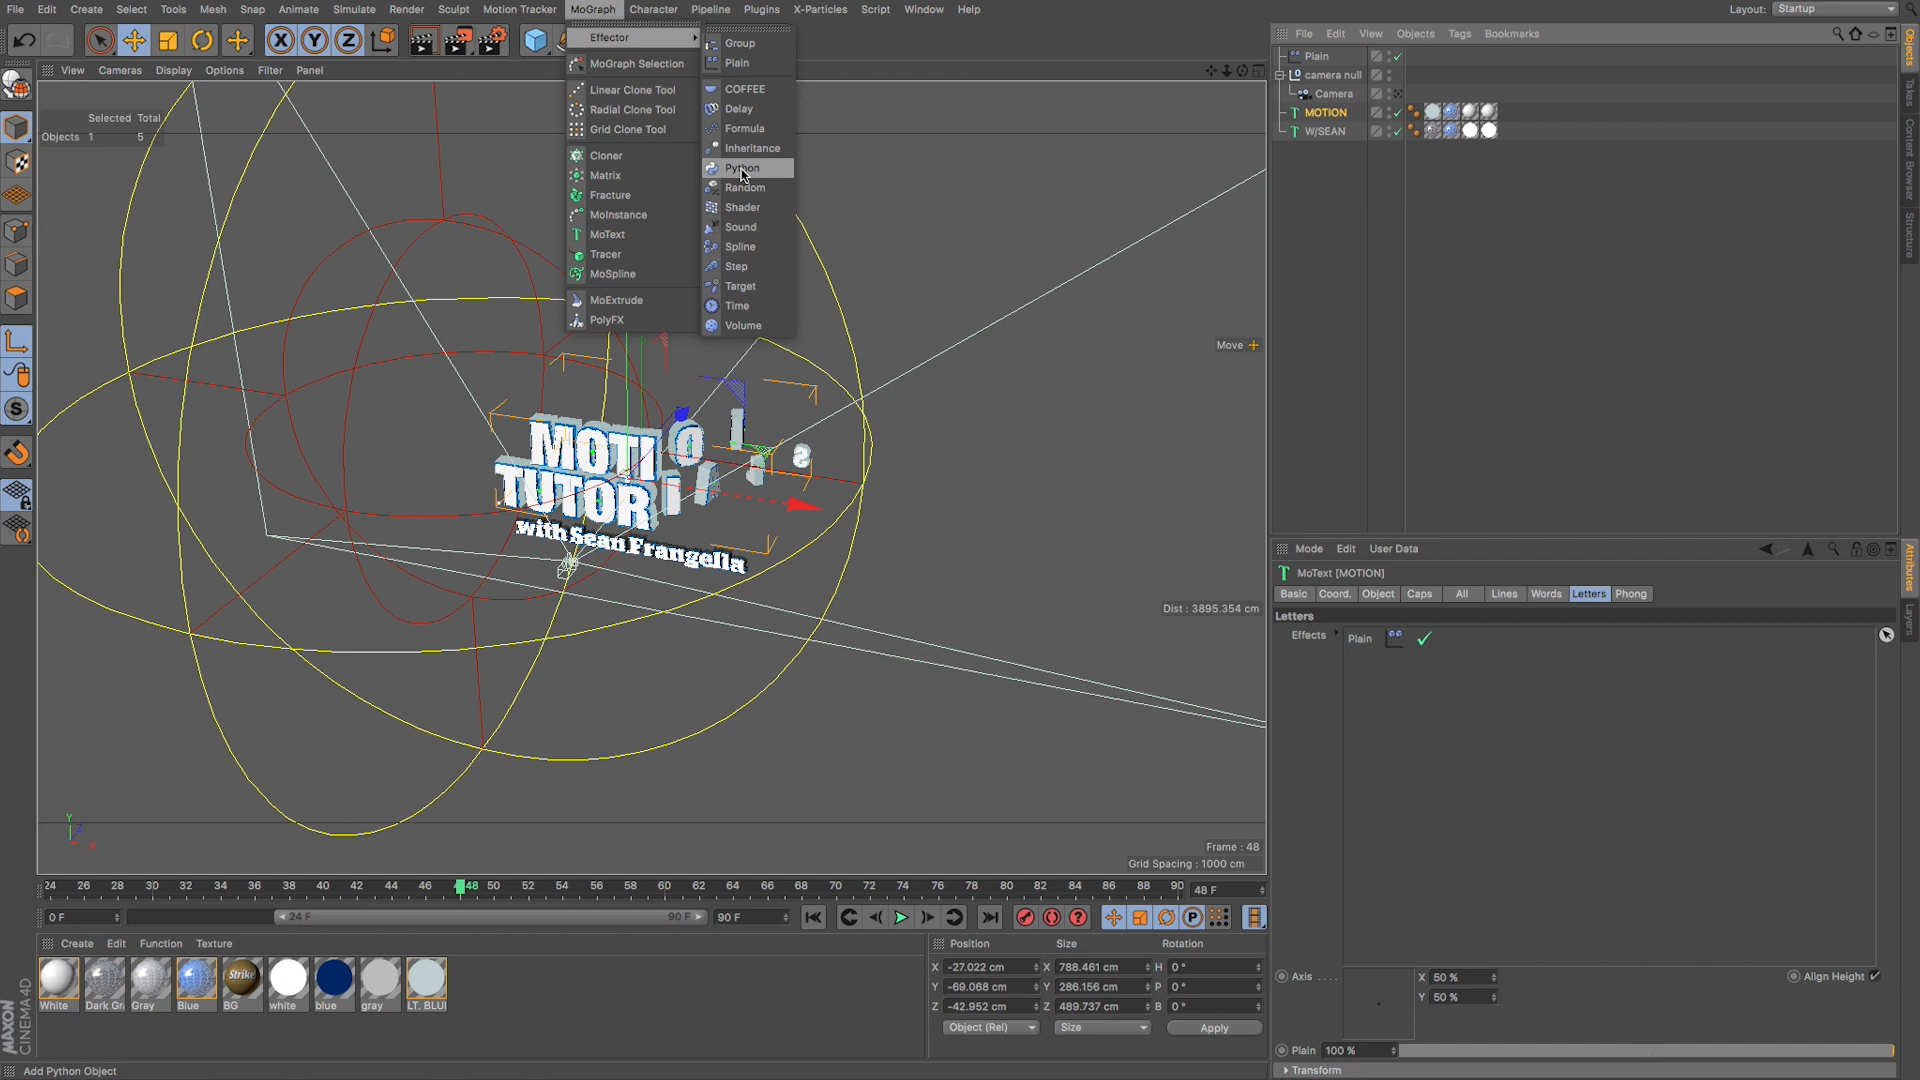 File Edit Create Select Tools Mesh Snap Animate Simulate Render Sculpt Motion Tracker MoGraph Character Pipeline Plugins X-Particles Script Window Help
Layout: Startup
View Cameras Display Options Filter Panel
Selected Total
Objects 1 5
Effector
MoGraph Selection
Linear Clone Tool
Radial Clone Tool
Grid Clone Tool
Cloner
Matrix
Fracture
MoInstance
MoText
Tracer
MoSpline
MoExtrude
PolyFX
Group
Plain
COFFEE
Delay
Formula
Inheritance
Python
Random
Shader
Sound
Spline
Step
Target
Time
Volume
Move
MOTI O
TUTOR I A
S
with Sean Frangella
Dist : 3895.354 cm
Y
Z
Frame : 48
Grid Spacing : 1000 cm
File Edit View Objects Tags Bookmarks
Plain
camera null
Camera
MOTION
W/SEAN
Objects
Takes
Content Browser
Structure
Mode Edit User Data
MoText [MOTION]
Basic Coord. Object Caps All Lines Words Letters Phong
Letters
Effects Plain
Attributes
Layers
Axis . . . . X 50 %
Y 50 %
Align Height
Plain 100 %
Transform
24 26 28 30 32 34 36 38 40 42 44 46 48 50 52 54 56 58 60 62 64 66 68 70 72 74 76 78 80 82 84 86 88 90 48 F
0 F 24 F 90 F 90 F
Create Edit Function Texture
White Dark Gr Gray Blue BG white blue gray LT. BLUI
Strike
Position Size Rotation
X -27.022 cm X 788.461 cm H 0 °
Y -69.068 cm Y 286.156 cm P 0 °
Z -42.952 cm Z 489.737 cm B 0 °
Object (Rel) Size Apply
MAXON
CINEMA 4D
Add Python Object
X Y Z
P
S